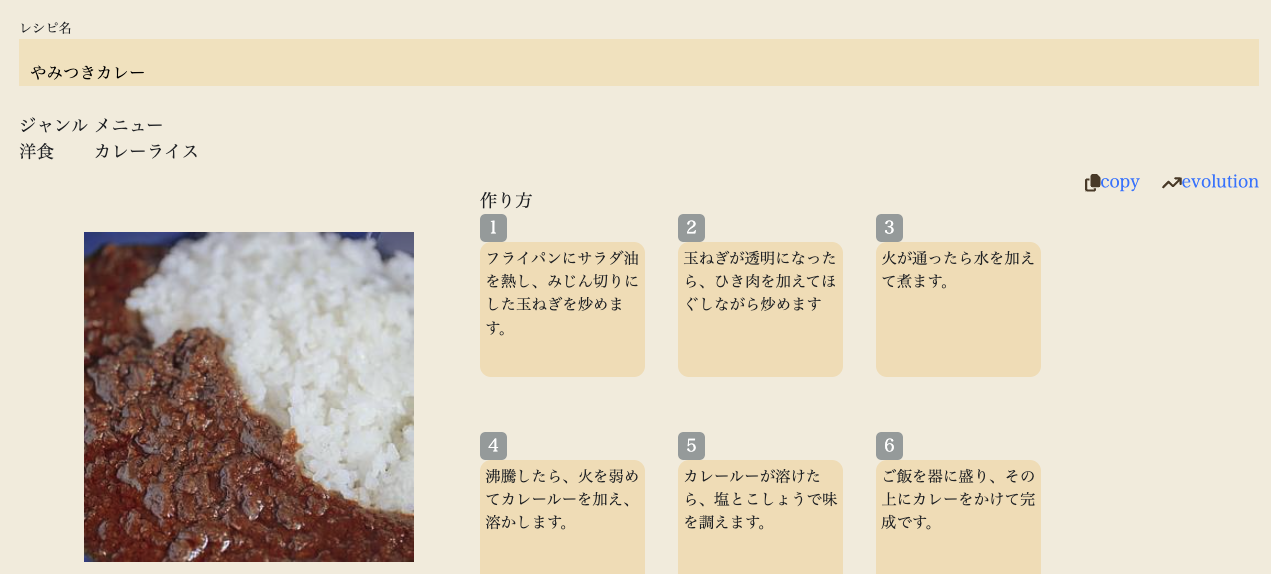 レシピ名
やみつきカレー
ジャンル メニュー
洋食 カレーライス
copy evolution
作り方
1
フライパンにサラダ油
を熱し、みじん切りに
した玉ねぎを炒めま
す。
2
玉ねぎが透明になった
ら、ひき肉を加えてほ
ぐしながら炒めます
3
火が通ったら水を加え
て煮ます。
4
沸騰したら、火を弱め
てカレールーを加え、
溶かします。
5
カレールーが溶けた
ら、塩とこしょうで味
を調えます。
6
ご飯を器に盛り、その
上にカレーをかけて完
成です。